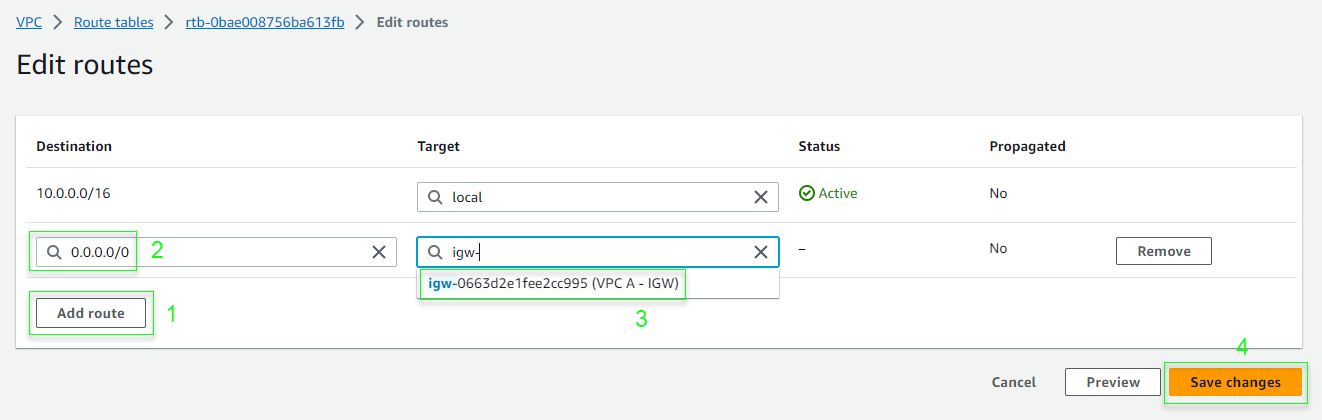 VPC > Route tables > rtb-0bae008756ba613fb > Edit routes
Edit routes
Destination Target Status Propagated
10.0.0.0/16 local Active No
0.0.0.0/0 2 igw- – No Remove
igw-0663d2e1fee2cc995 (VPC A - IGW)
Add route 1 3
4
Cancel Preview Save changes